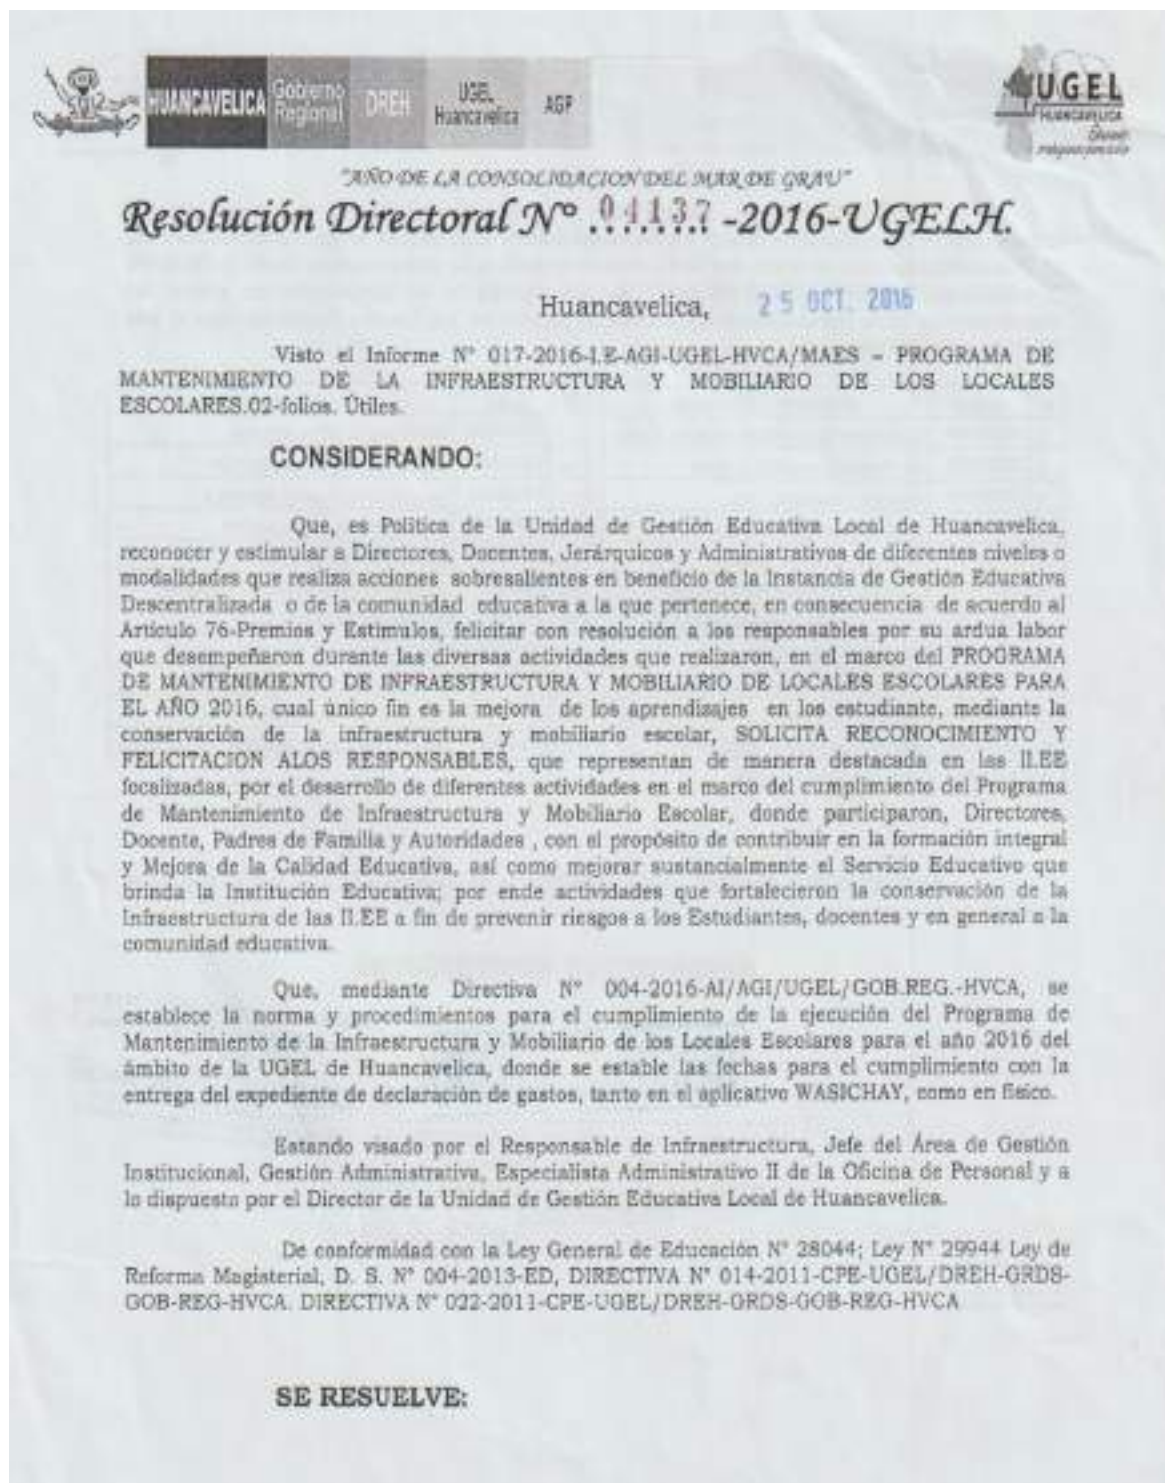 HUANCAVELICA
Gobierno
Regional
DREH
UGEL
Huancavelica
AGP
UGEL
HUANCAVELICA
"AÑO DE LA CONSOLIDACION DEL MAR DE GRAU"
Resolución Directoral N° .04137 -2016-UGELH.
Huancavelica, 25 OCT. 2016
Visto el Informe N° 017-2016-I.E-AGI-UGEL-HVCA/MAES – PROGRAMA DE
MANTENIMIENTO DE LA INFRAESTRUCTURA Y MOBILIARIO DE LOS LOCALES
ESCOLARES.02-folios. Útiles.
CONSIDERANDO:
Que, es Política de la Unidad de Gestión Educativa Local de Huancavelica,
reconocer y estimular a Directores, Docentes, Jerárquicos y Administrativos de diferentes niveles o
modalidades que realiza acciones sobresalientes en beneficio de la Instancia de Gestión Educativa
Descentralizada o de la comunidad educativa a la que pertenece, en consecuencia de acuerdo al
Artículo 76-Premios y Estimulos, felicitar con resolución a los responsables por su ardua labor
que desempeñaron durante las diversas actividades que realizaron, en el marco del PROGRAMA
DE MANTENIMIENTO DE INFRAESTRUCTURA Y MOBILIARIO DE LOCALES ESCOLARES PARA
EL AÑO 2016, cual único fin es la mejora de los aprendizajes en los estudiante, mediante la
conservación de la infraestructura y mobiliario escolar, SOLICITA RECONOCIMIENTO Y
FELICITACION ALOS RESPONSABLES, que representan de manera destacada en las II.EE
focalizadas, por el desarrollo de diferentes actividades en el marco del cumplimiento del Programa
de Mantenimiento de Infraestructura y Mobiliario Escolar, donde participaron, Directores,
Docente, Padres de Familia y Autoridades , con el propósito de contribuir en la formación integral
y Mejora de la Calidad Educativa, así como mejorar sustancialmente el Servicio Educativo que
brinda la Institución Educativa; por ende actividades que fortalecieron la conservación de la
Infraestructura de las II.EE a fin de prevenir riesgos a los Estudiantes, docentes y en general a la
comunidad educativa.
Que, mediante Directiva N° 004-2016-AI/AGI/UGEL/GOB.REG.-HVCA, se
establece la norma y procedimientos para el cumplimiento de la ejecución del Programa de
Mantenimiento de la Infraestructura y Mobiliario de los Locales Escolares para el año 2016 del
ámbito de la UGEL de Huancavelica, donde se estable las fechas para el cumplimiento con la
entrega del expediente de declaración de gastos, tanto en el aplicativo WASICHAY, como en físico.
Estando visado por el Responsable de Infraestructura, Jefe del Área de Gestión
Institucional, Gestión Administrativa, Especialista Administrativo II de la Oficina de Personal y a
lo dispuesto por el Director de la Unidad de Gestión Educativa Local de Huancavelica.
De conformidad con la Ley General de Educación N° 28044; Ley N° 29944 Ley de
Reforma Magisterial, D. S. N° 004-2013-ED, DIRECTIVA N° 014-2011-CPE-UGEL/DREH-GRDS-
GOB-REG-HVCA. DIRECTIVA N° 022-2011-CPE-UGEL/DREH-GRDS-GOB-REG-HVCA
SE RESUELVE: